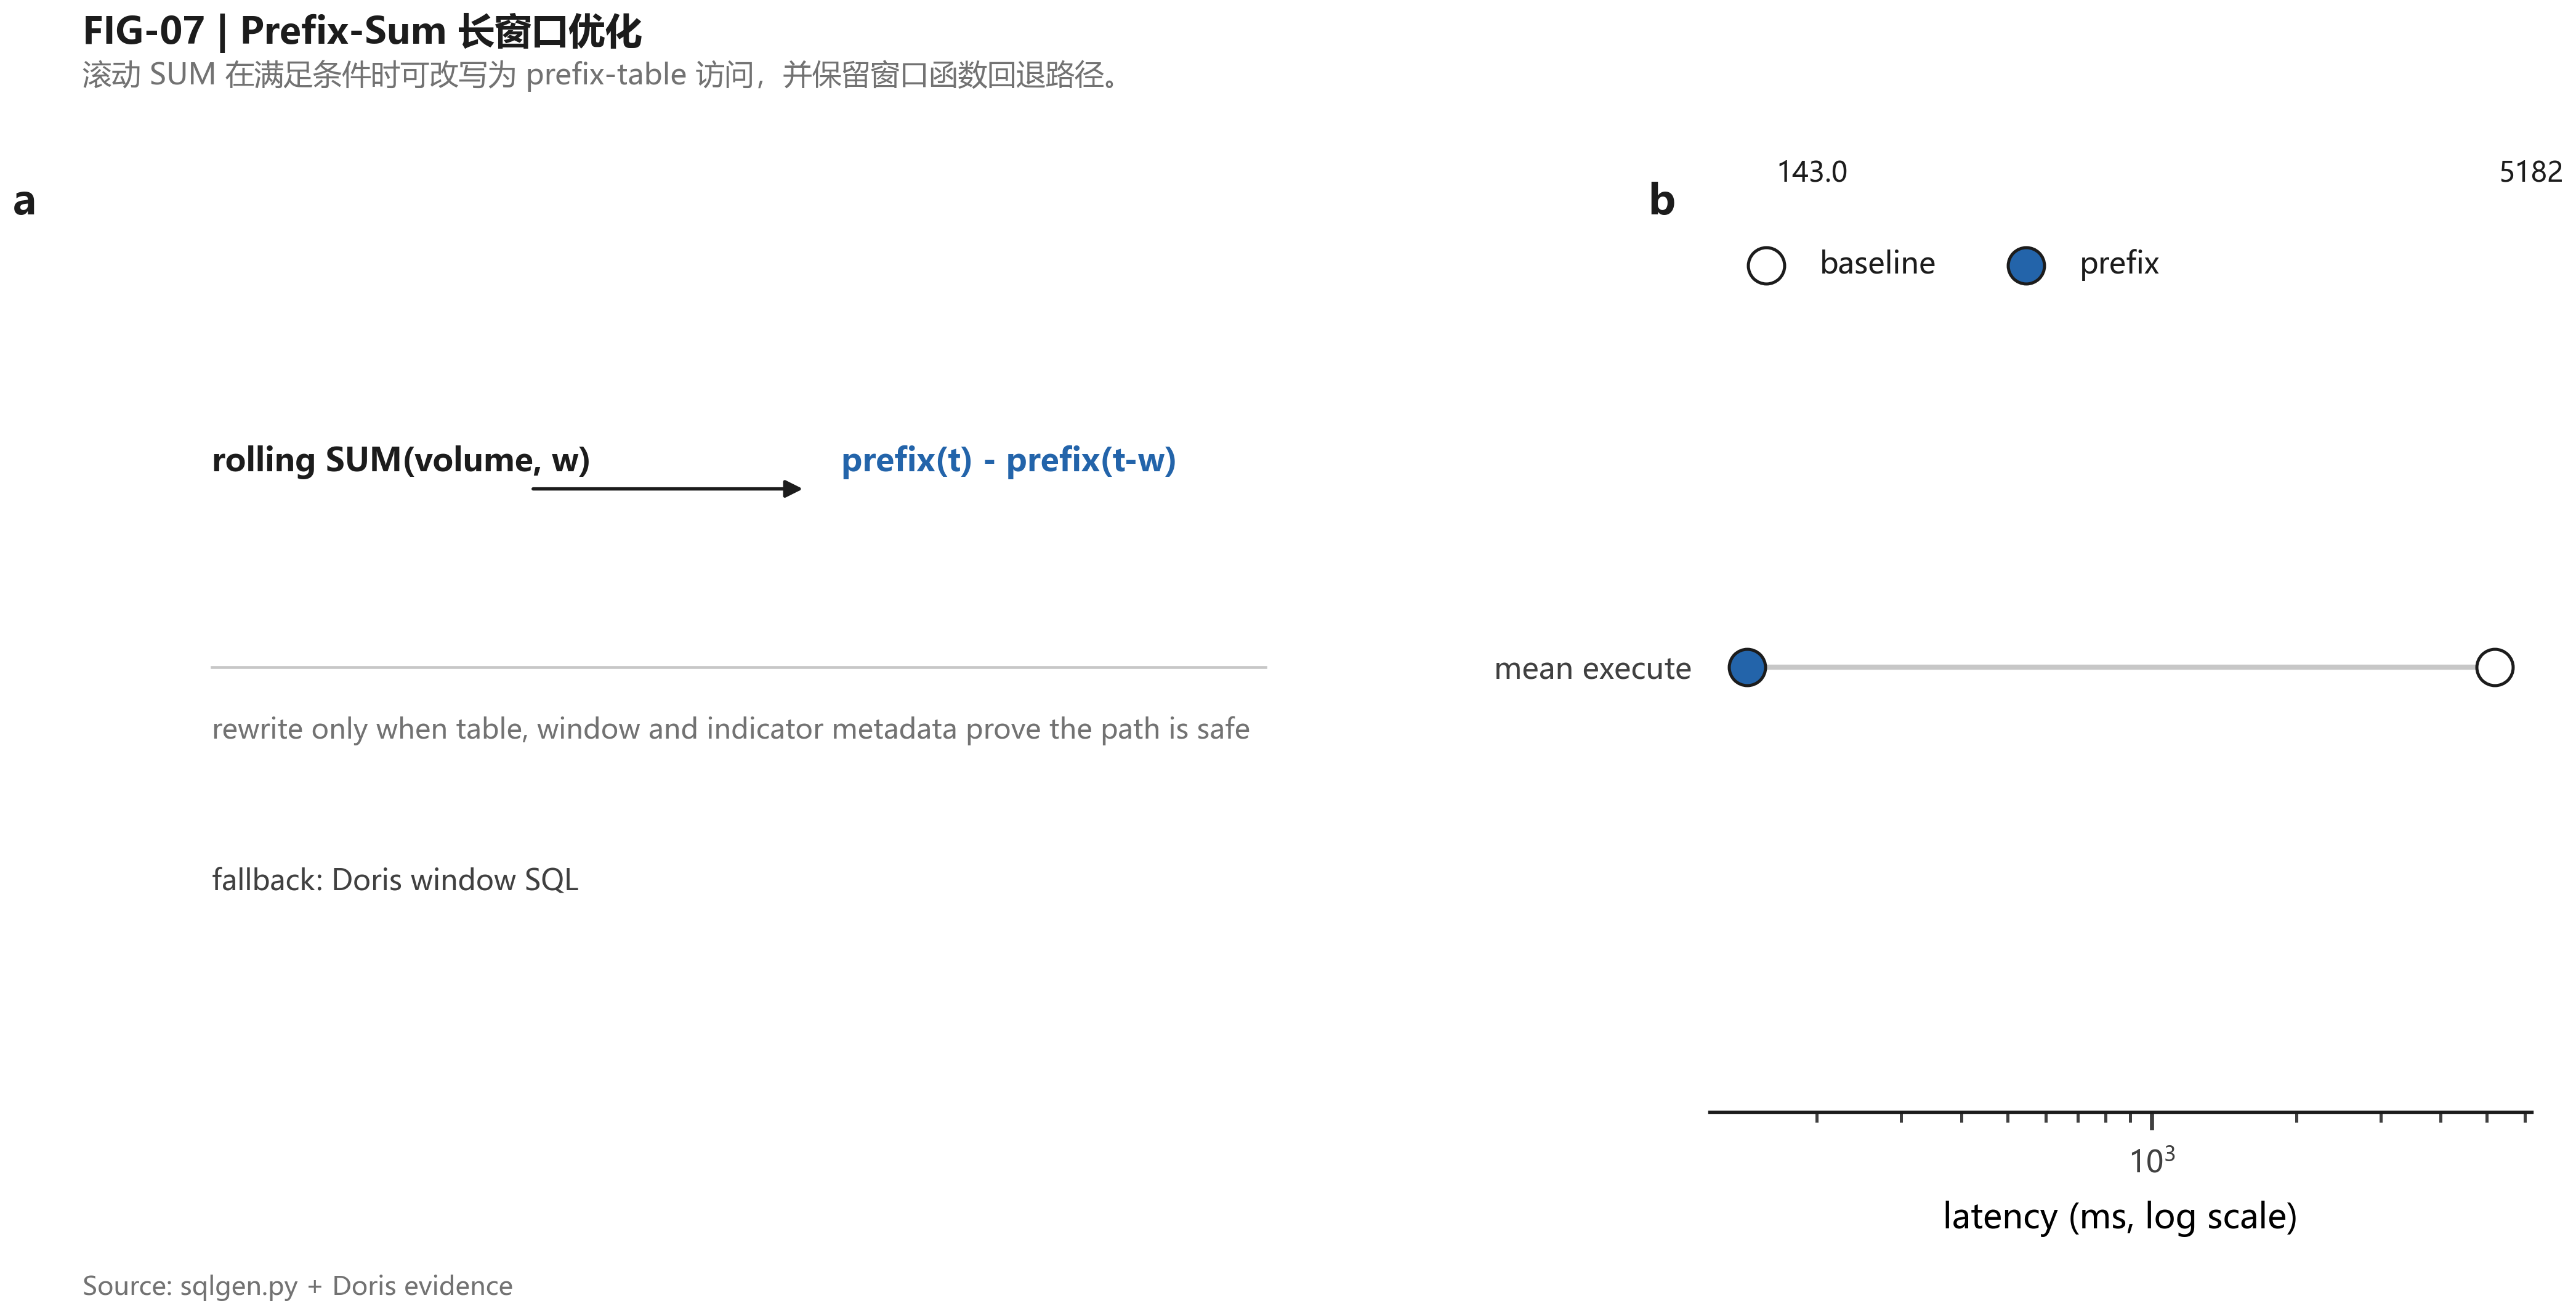 FIG-07 | Prefix-Sum 长窗口优化
滚动 SUM 在满足条件时可改写为 prefix-table 访问，并保留窗口函数回退路径。
a
rolling SUM(volume, w)
prefix(t) - prefix(t-w)
rewrite only when table, window and indicator metadata prove the path is safe
fallback: Doris window SQL
b
143.0
5182
baseline
prefix
mean execute
10³
latency (ms, log scale)
Source: sqlgen.py + Doris evidence